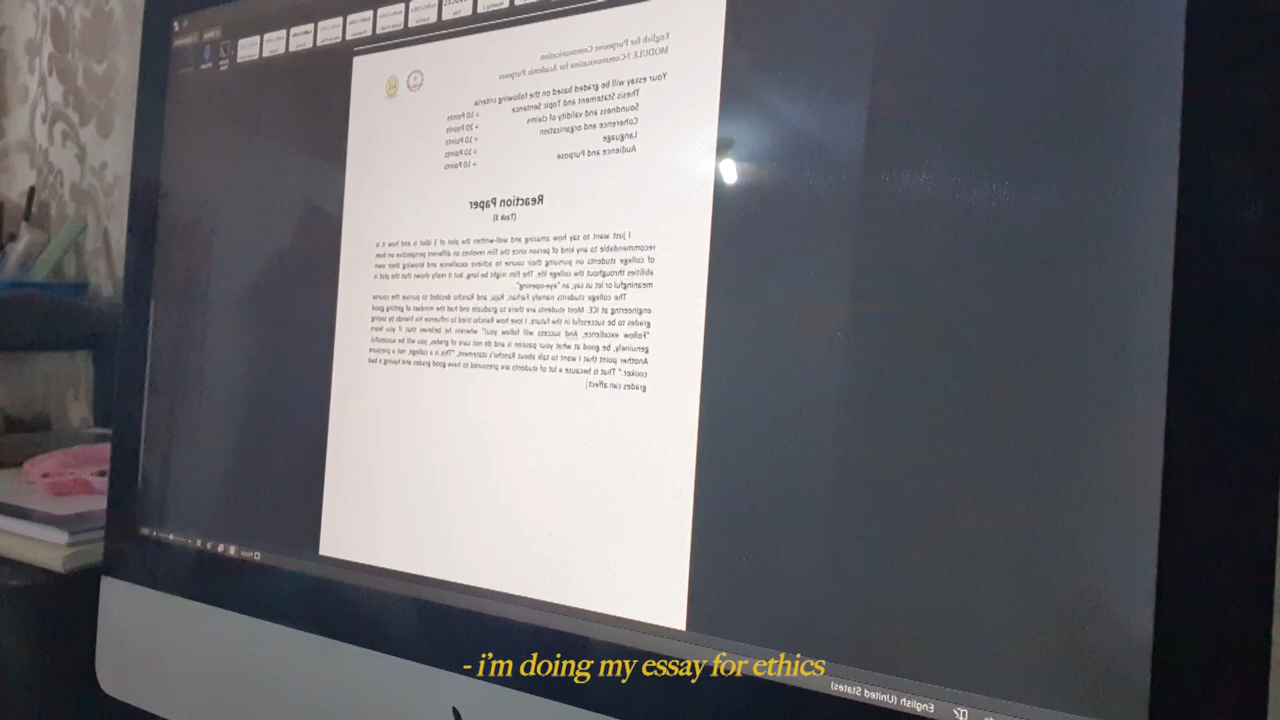 English for Purposive Communication
MODULE 7 Communication for Academic Purposes
Your essay will be graded based on the following criteria:
Thesis Statement and Topic Sentence = 10 Points
Soundness and validity of claims = 20 Points
Coherence and organization = 10 Points
Language = 10 Points
Audience and Purpose = 10 Points
Reaction Paper
(Task 3)
I just want to say how amazing and well-written the plot of 3 idiot is and how it is
recommendable to any kind of person since the film revolves on different perspective on lives
of college students on pursuing their course to achieve excellence and knowing their own
abilities throughout the college life. The film might be long, but it really shows that the plot is
meaningful or let us say, an "eye-opening".
The college students namely Farhan, Raju, and Rancho decided to pursue the course
engineering at ICE. Most students are there to graduate and had the mindset of getting good
grades to be successful in the future. I love how Rancho tried to influence his friends by saying
"Follow excellence, And success will follow you!" wherein he believes that if you learn
genuinely, be good at what your passion is and do not care of grades, you will be successful.
Another point that I want to talk about Rancho's statement, "This is a college, not a pressure
cooker." That is because a lot of students are pressured to have good grades and having a bad
grades can affect
English (United States)
- i'm doing my essay for ethics